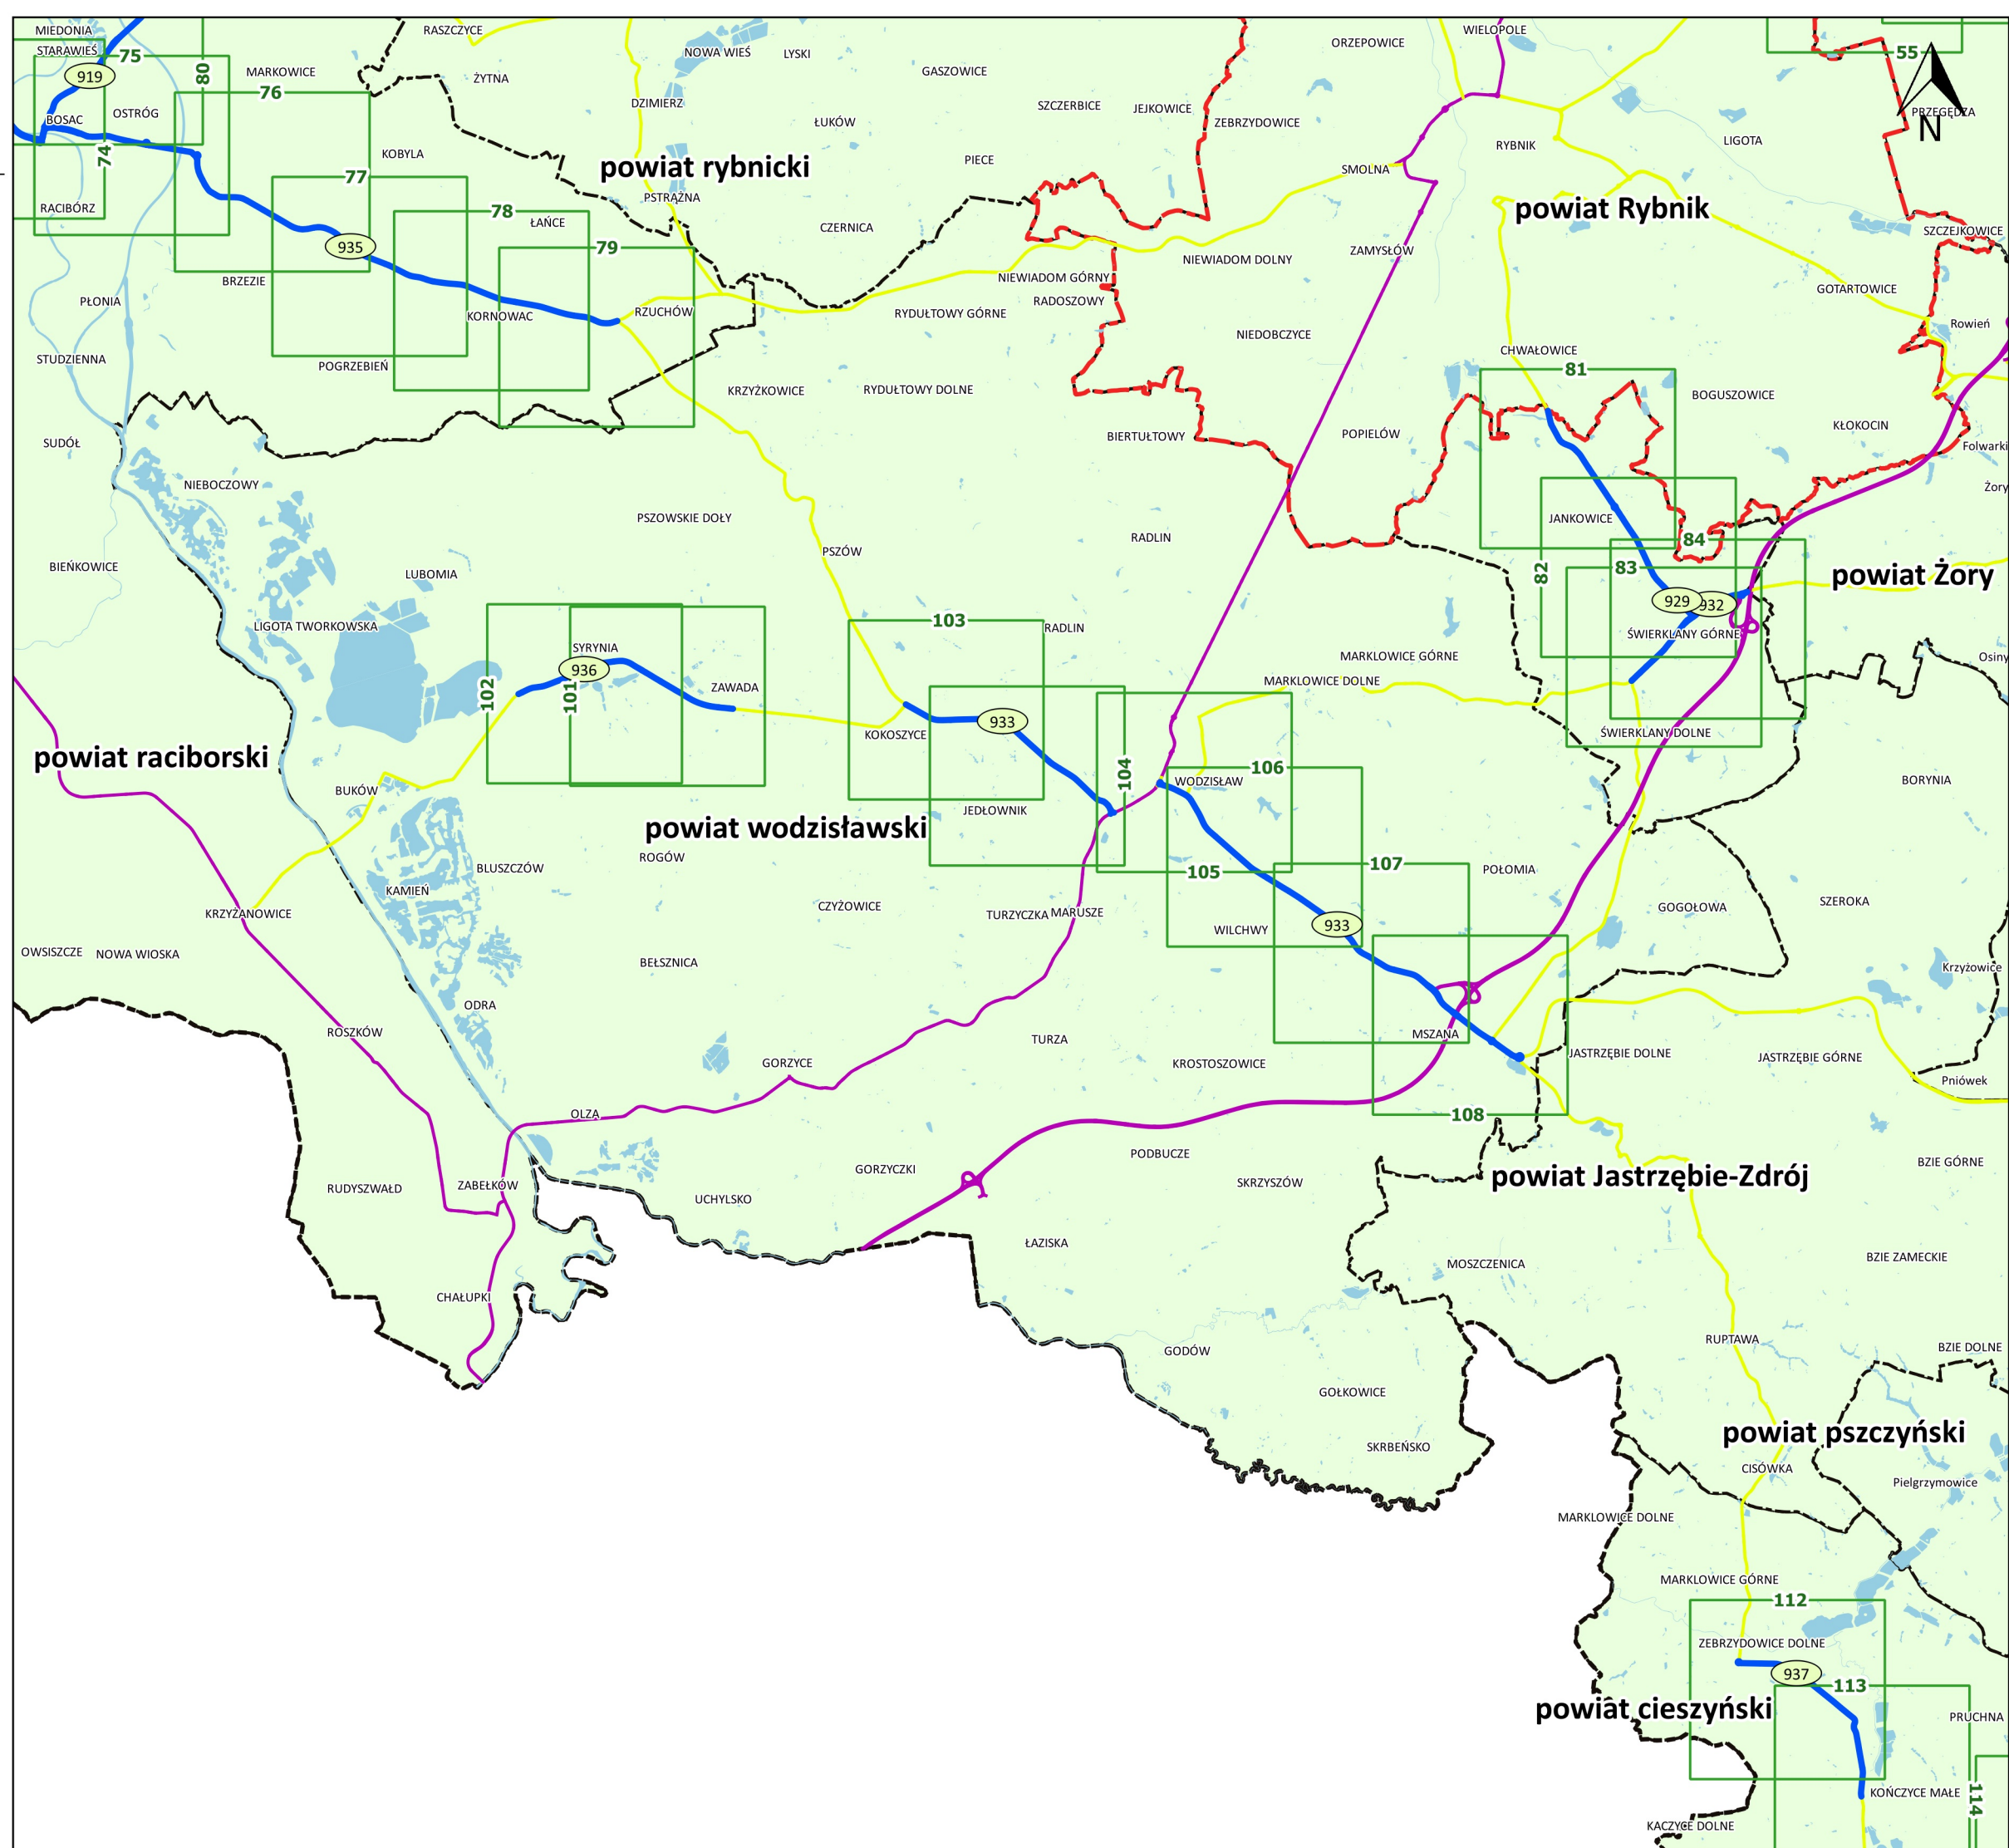 MIEDONIA
RASZCZYCE
WIELOPOLE
STARAWIEŚ
75
NOWA WIEŚ
LYSKI
ORZEPOWICE
55
919
80
MARKOWICE
ŻYTNA
GASZOWICE
76
OSTRÓG
BOSAC
DZIMIERZ
ŁUKÓW
SZCZERBICE
JEJKOWICE
ZEBRZYDOWICE
PRZEGĘDZA
N
74
KOBYLA
powiat rybnicki
PIECE
SMOLNA
RYBNIK
LIGOTA
77
RACIBÓRZ
78
ŁAŃCE
PSTRĄŻNA
CZERNICA
powiat Rybnik
SZCZEJKOWICE
935
79
ZAMYSŁÓW
NIEWIADOM DOLNY
BRZEZIE
NIEWIADOM GÓRNY
RADOSZOWY
GOTARTOWICE
PŁONIA
KORNOWAC
RZUCHÓW
RYDUŁTOWY GÓRNE
NIEDOBCZYCE
Rowień
STUDZIENNA
POGRZEBIEŃ
CHWAŁOWICE
81
KRZYŻKOWICE
RYDUŁTOWY DOLNE
BOGUSZOWICE
SUDÓŁ
BIERTUŁTOWY
POPIELÓW
KŁOKOCIN
Folwarki
NIEBOCZOWY
Żory
PSZOWSKIE DOŁY
JANKOWICE
PSZÓW
RADLIN
84
BIEŃKOWICE
LUBOMIA
82
83
powiat Żory
929
932
LIGOTA TWORKOWSKA
103
RADLIN
ŚWIERKLANY GÓRNE
SYRYNIA
936
MARKLOWICE GÓRNE
Osiny
102
101
ZAWADA
MARKLOWICE DOLNE
933
KOKOSZYCE
ŚWIERKLANY DOLNE
powiat raciborski
104
106
WODZISŁAW
BORYNIA
BUKÓW
JEDŁOWNIK
powiat wodzisławski
ROGÓW
BLUSZCZÓW
105
107
POŁOMIA
KAMIEŃ
KRZYŻANOWICE
CZYŻOWICE
TURZYCZKA
MARUSZE
WILCHWY
933
GOGOŁOWA
SZEROKA
OWSISZCZE
NOWA WIOSKA
BEŁSZNICA
Krzyżowice
ODRA
ROSZKÓW
TURZA
MSZANA
GORZYCE
KROSTOSZOWICE
JASTRZĘBIE DOLNE
JASTRZĘBIE GÓRNE
Pniówek
OLZA
108
PODBUCZE
BZIE GÓRNE
GORZYCZKI
powiat Jastrzębie-Zdrój
RUDYSZWAŁD
ZABEŁKÓW
UCHYLSKO
SKRZYSZÓW
ŁAZISKA
MOSZCZENICA
BZIE ZAMECKIE
CHAŁUPKI
GODÓW
RUPTAWA
BZIE DOLNE
GOŁKOWICE
powiat pszczyński
SKRBEŃSKO
CISÓWKA
Pielgrzymowice
MARKLOWICE DOLNE
MARKLOWICE GÓRNE
112
ZEBRZYDOWICE DOLNE
937
113
powiat cieszyński
PRUCHNA
KOŃCZYCE MAŁE
114
KACZYCE DOLNE